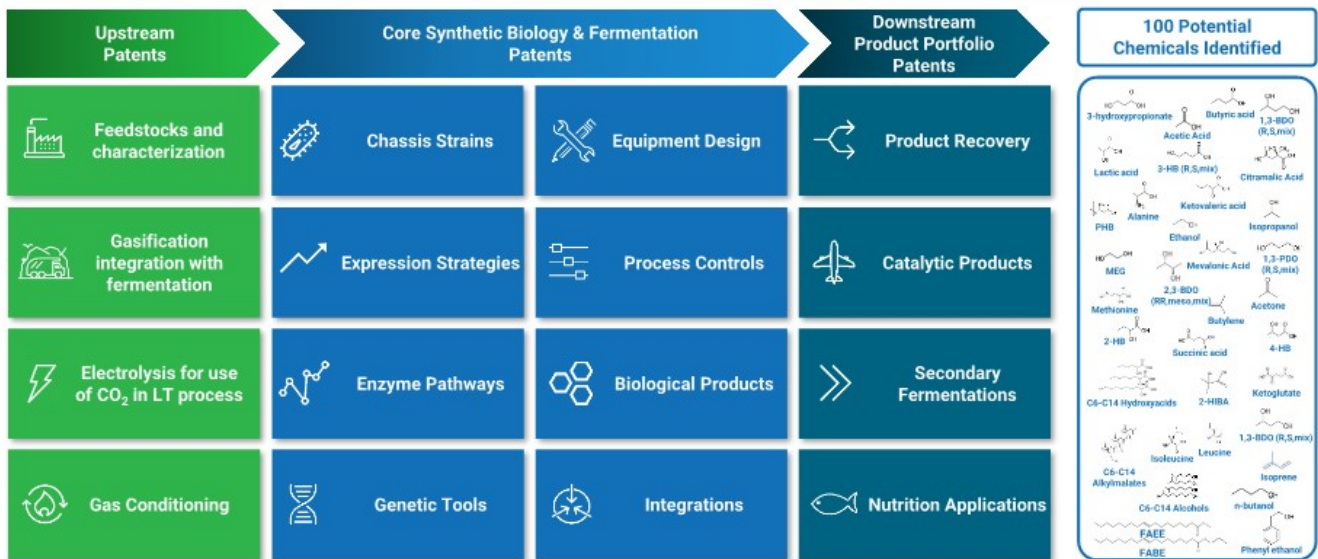 Upstream
Patents
Core Synthetic Biology & Fermentation
Patents
Downstream
Product Portfolio
Patents
100 Potential
Chemicals Identified
Feedstocks and
characterization
Chassis Strains
Equipment Design
Product Recovery
Gasification
integration with
fermentation
Expression Strategies
Process Controls
Catalytic Products
Electrolysis for use
of CO₂ in LT process
Enzyme Pathways
Biological Products
Secondary
Fermentations
Gas Conditioning
Genetic Tools
Integrations
Nutrition Applications
3-hydroxypropionate
Acetic Acid
Butyric acid
1,3-BDO
(R,S,mix)
Lactic acid
3-HB (R,S,mix)
Citramalic Acid
PHB
Alanine
Ketovaleric acid
Ethanol
Isopropanol
MEG
Mevalonic Acid
1,3-PDO
(R,S,mix)
Methionine
2,3-BDO
(RR,meso,mix)
Butylene
Acetone
2-HB
Succinic acid
4-HB
C6-C14 Hydroxyacids
2-HIBA
Ketoglutate
1,3-BDO (R,S,mix)
C6-C14
Alkylmalates
Isoleucine
Leucine
Isoprene
C6-C14 Alcohols
n-butanol
FAEE
FABE
Phenyl ethanol